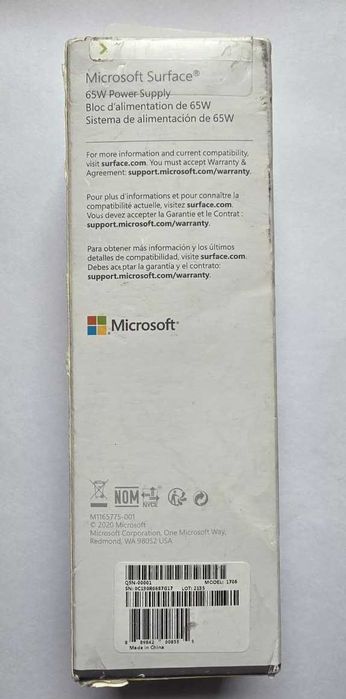 Microsoft Surface®
65W Power Supply
Bloc d'alimentation de 65W
Sistema de alimentación de 65W
For more information and current compatibility,
visit surface.com. You must accept Warranty &
Agreement: support.microsoft.com/warranty.
Pour plus d'informations et pour connaître la
compatibilité actuelle, visitez surface.com.
Vous devez accepter la Garantie et le Contrat :
support.microsoft.com/warranty.
Para obtener más información y los últimos
detalles de compatibilidad, visite surface.com.
Debes aceptar la garantía y el contrato:
support.microsoft.com/warranty.
Microsoft
NOM
NYCE
M1165775-001
© 2020 Microsoft
Microsoft Corporation, One Microsoft Way,
Redmond, WA 98052 USA
Q5N-00001 MODEL: 1706
LOT: 2135
Made in China